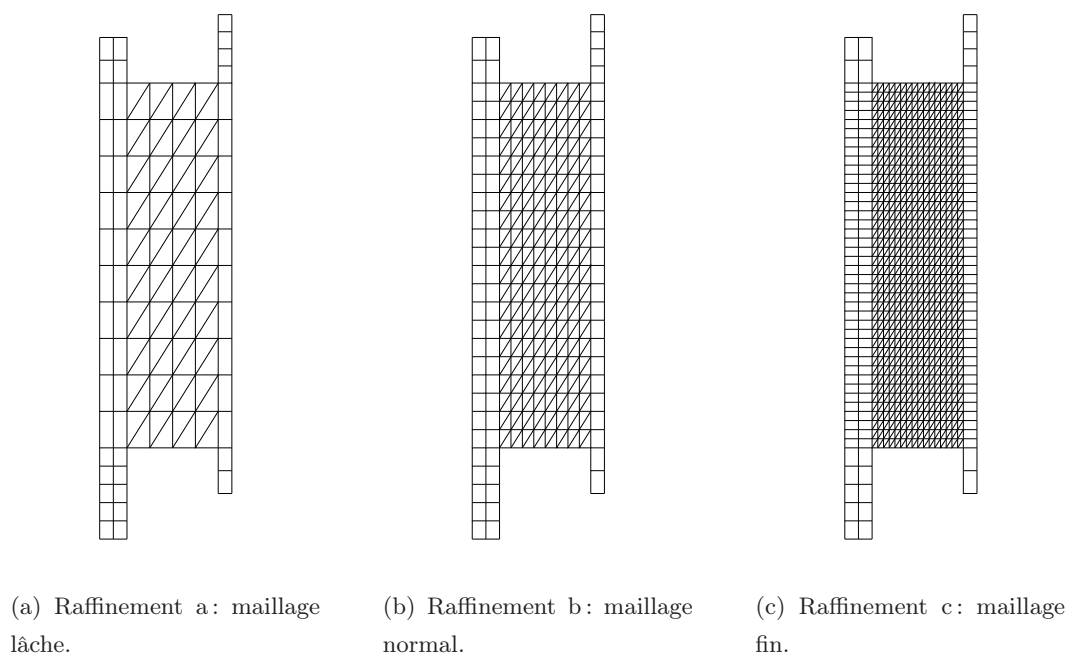 (a) Raffinement a : maillage
lâche.
(b) Raffinement b : maillage
normal.
(c) Raffinement c : maillage
fin.